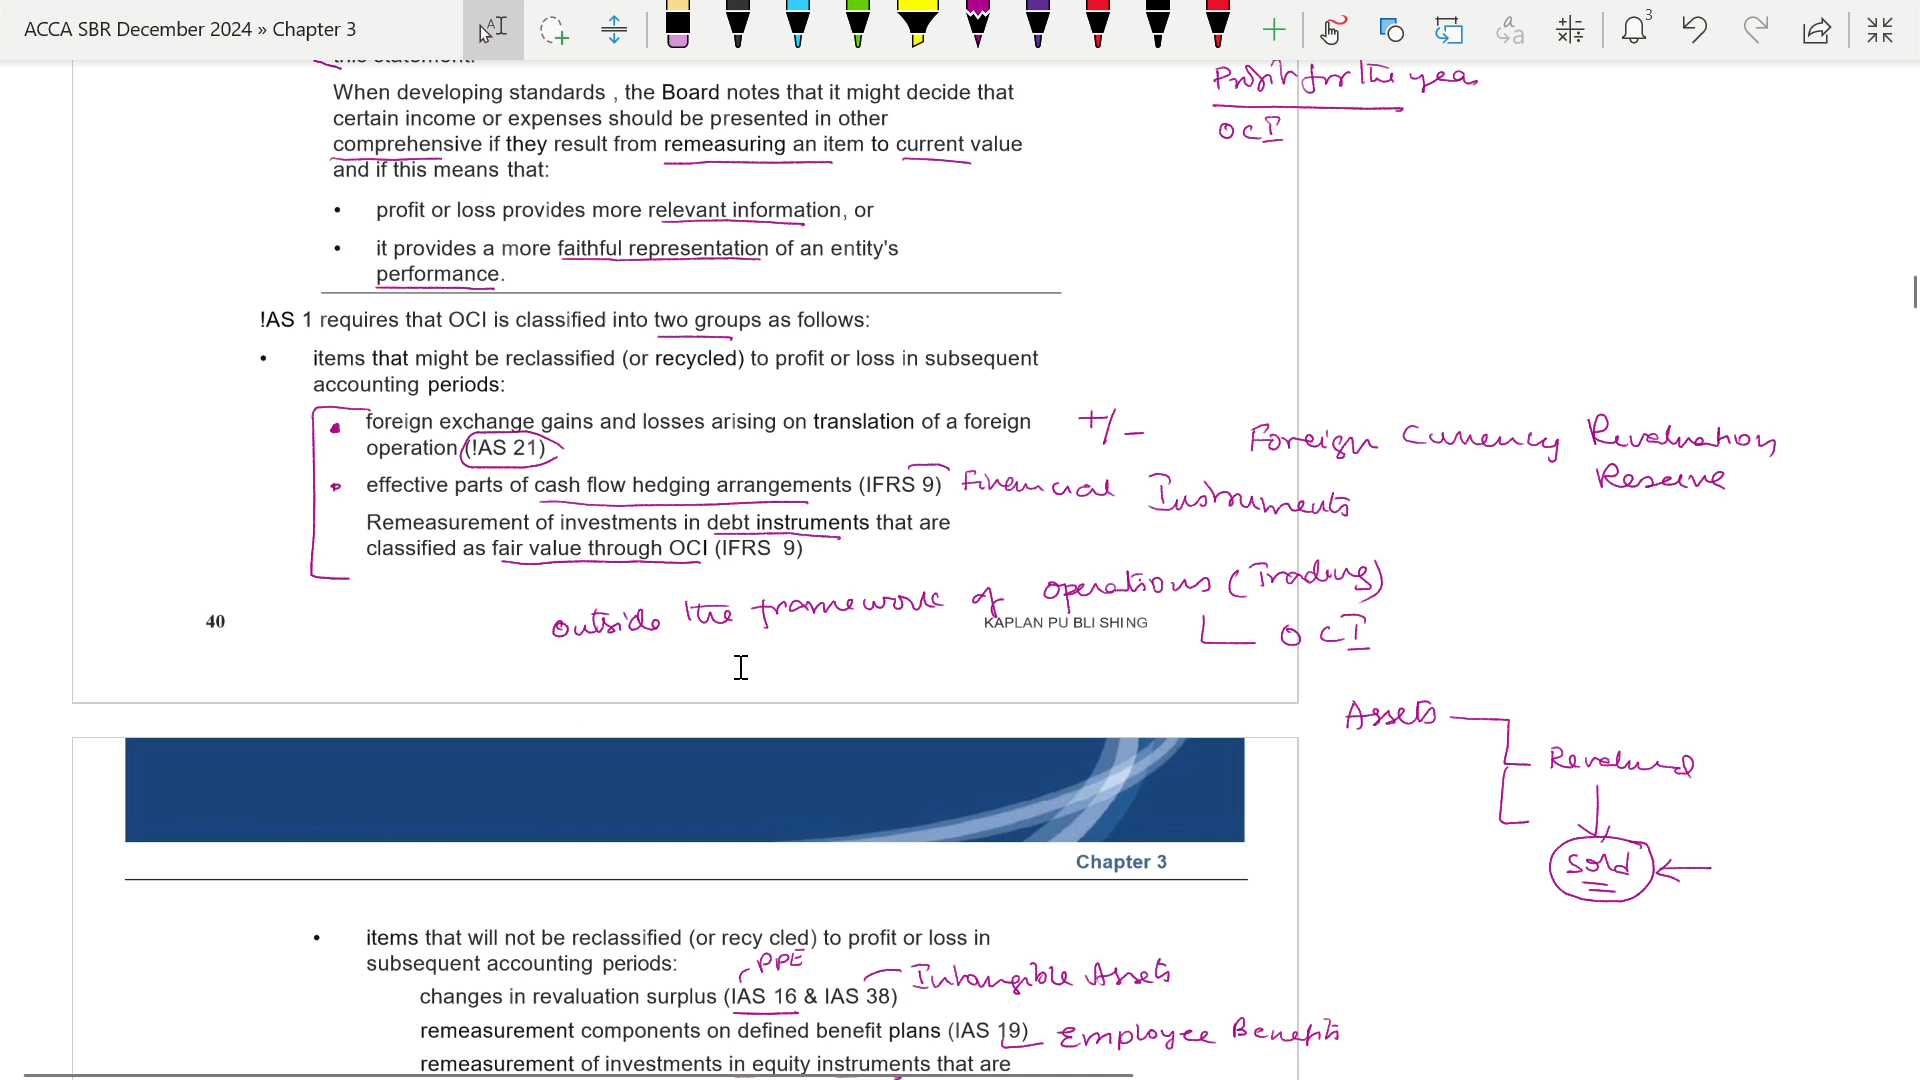 ACCA SBR December 2024 » Chapter 3
3
this statement.
Profit for the year
When developing standards , the Board notes that it might decide that
certain income or expenses should be presented in other
OCI
comprehensive if they result from remeasuring an item to current value
and if this means that:
• profit or loss provides more relevant information, or
• it provides a more faithful representation of an entity's
performance.
!AS 1 requires that OCI is classified into two groups as follows:
• items that might be reclassified (or recycled) to profit or loss in subsequent
accounting periods:
foreign exchange gains and losses arising on translation of a foreign +/-
operation (!AS 21)
Foreign Currency Revaluation
Reserve
effective parts of cash flow hedging arrangements (IFRS 9) Financial Instruments
Remeasurement of investments in debt instruments that are
classified as fair value through OCI (IFRS 9)
outside the framework of operations (Trading)
OCI
40
KAPLAN PU BLI SHING
Assets
Revalued
Sold
Chapter 3
• items that will not be reclassified (or recy cled) to profit or loss in
subsequent accounting periods:
PPE
Intangible Assets
changes in revaluation surplus (IAS 16 & IAS 38)
remeasurement components on defined benefit plans (IAS 19) Employee Benefits
remeasurement of investments in equity instruments that are